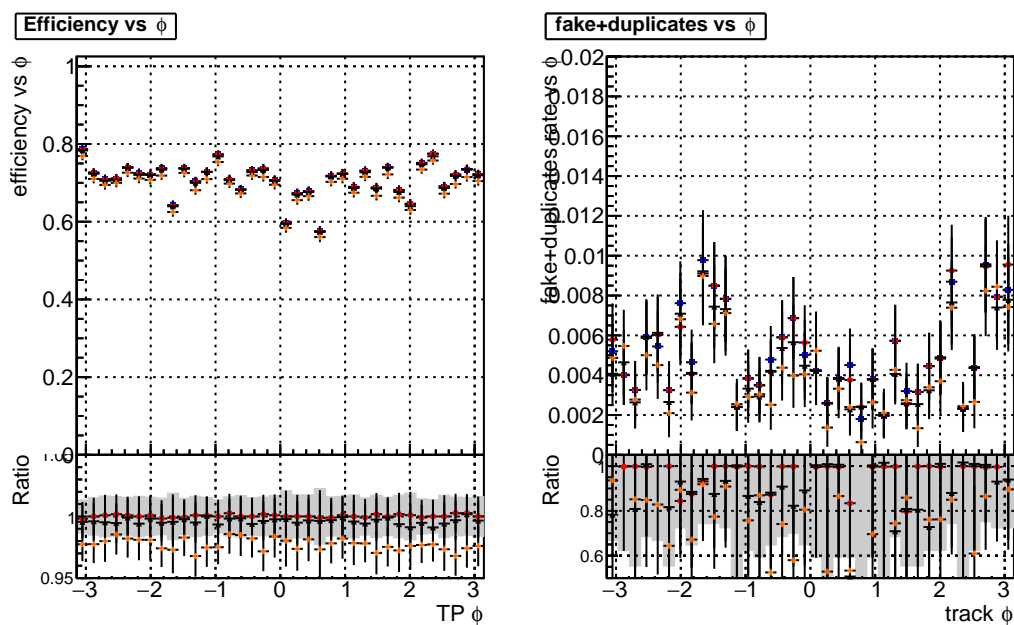 Efficiency vs ϕ
efficiency vs ϕ
1
0.8
0.6
0.4
0.2
0
Ratio
1.05
1
0.95
−3 −2 −1 0 1 2 3
TP ϕ
fake+duplicates vs ϕ
fake+duplicates rate vs ϕ
0.02
0.018
0.016
0.014
0.012
0.01
0.008
0.006
0.004
0.002
0
Ratio
1
0.8
0.6
−3 −2 −1 0 1 2 3
track ϕ